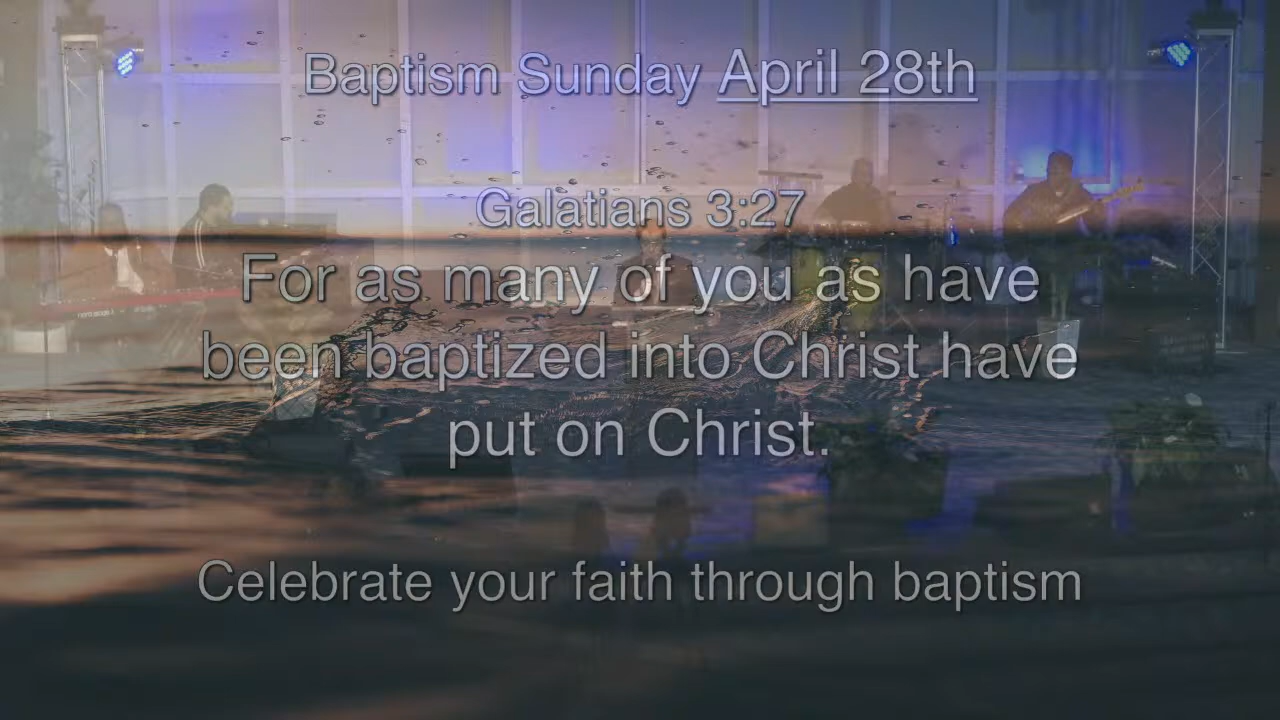 Baptism Sunday April 28th
Galatians 3:27
For as many of you as have
been baptized into Christ have
put on Christ.
Celebrate your faith through baptism